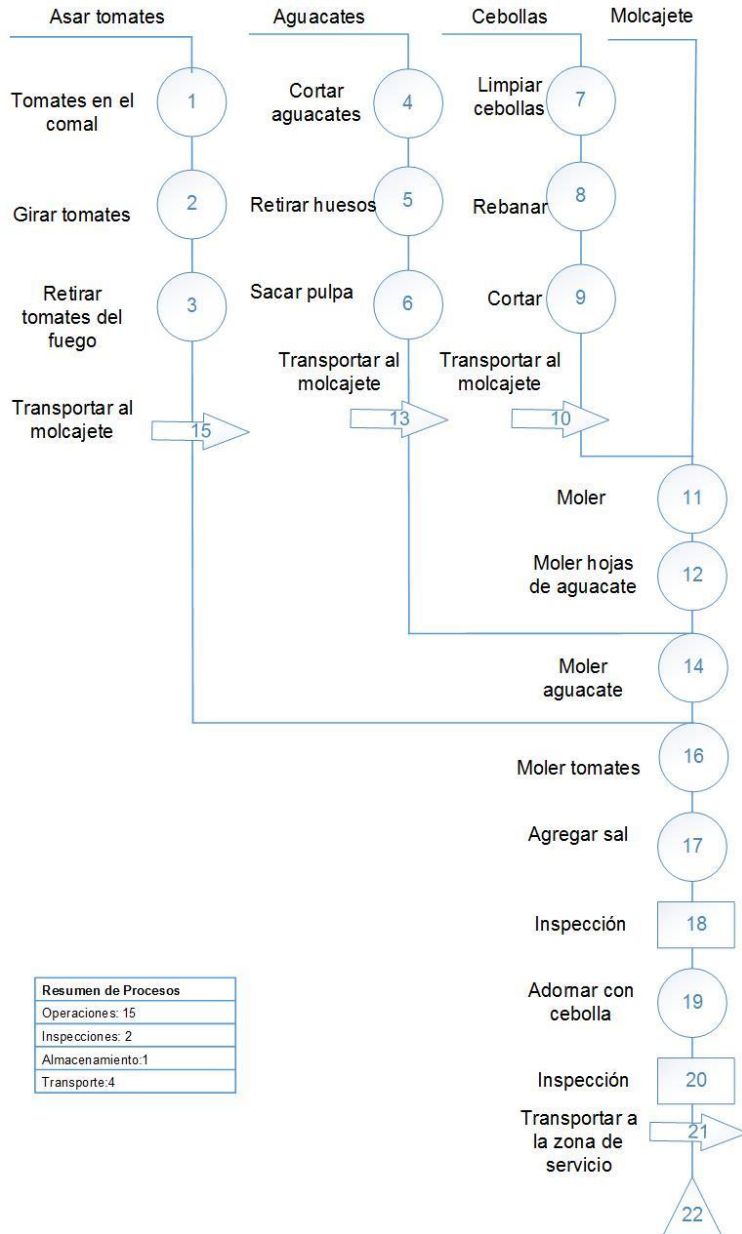 Asar tomates
Aguacates
Cebollas
Molcajete
Tomates en el
comal
1
Cortar
aguacates
4
Limpiar
cebollas
7
Girar tomates
2
Retirar huesos
5
Rebanar
8
Retirar
tomates del
fuego
3
Sacar pulpa
6
Cortar
9
Transportar al
molcajete
15
Transportar al
molcajete
13
Transportar al
molcajete
10
Moler
11
Moler hojas
de aguacate
12
Moler
aguacate
14
Moler tomates
16
Agregar sal
17
Inspección
18
Adornar con
cebolla
19
Inspección
20
Transportar a
la zona de
servicio
21
22
Resumen de Procesos
Operaciones: 15
Inspecciones: 2
Almacenamiento:1
Transporte:4